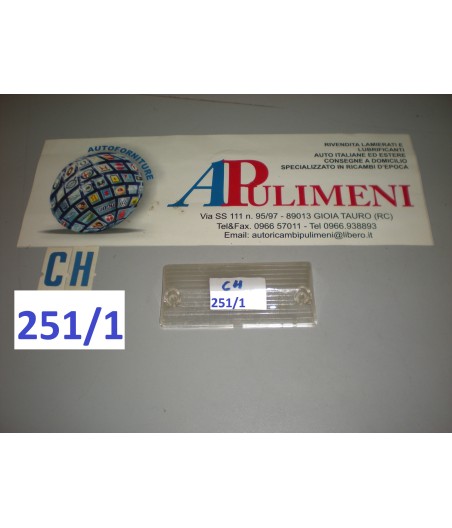 AUTOFORNITURE
APULIMENI
RIVENDITA LAMIERATI E
LUBRIFICANTI
AUTO ITALIANE ED ESTERE
CONSEGNE A DOMICILIO
SPECIALIZZATO IN RICAMBI D'EPOCA
Via SS 111 n. 95/97 - 89013 GIOIA TAURO (RC)
Tel&Fax. 0966 57011 - Tel 0966.938893
Email: autoricambipulimeni@libero.it
CH
251/1
CH
251/1